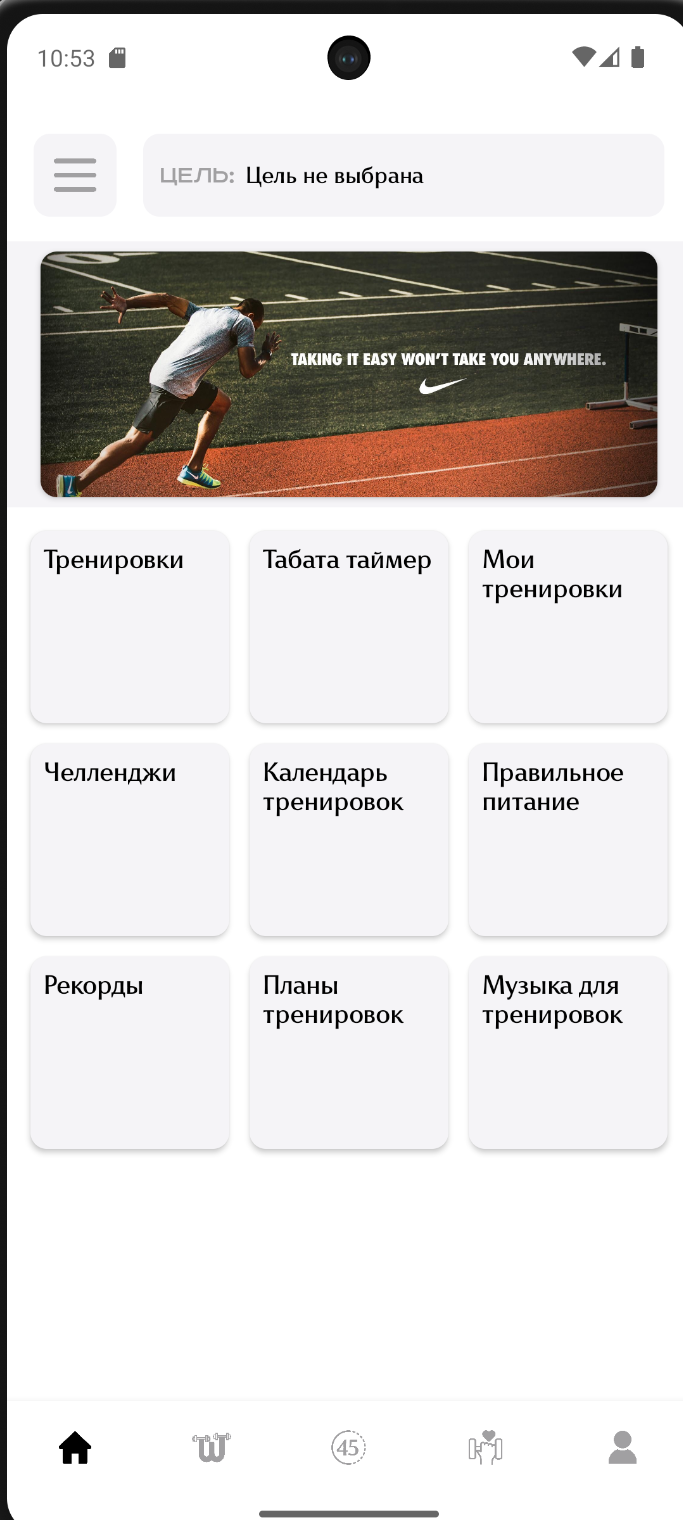 10:53
ЦЕЛЬ: Цель не выбрана
TAKING IT EASY WON'T TAKE YOU ANYWHERE.
Тренировки
Табата таймер
Мои
тренировки
Челленджи
Календарь
тренировок
Правильное
питание
Рекорды
Планы
тренировок
Музыка для
тренировок
W
45